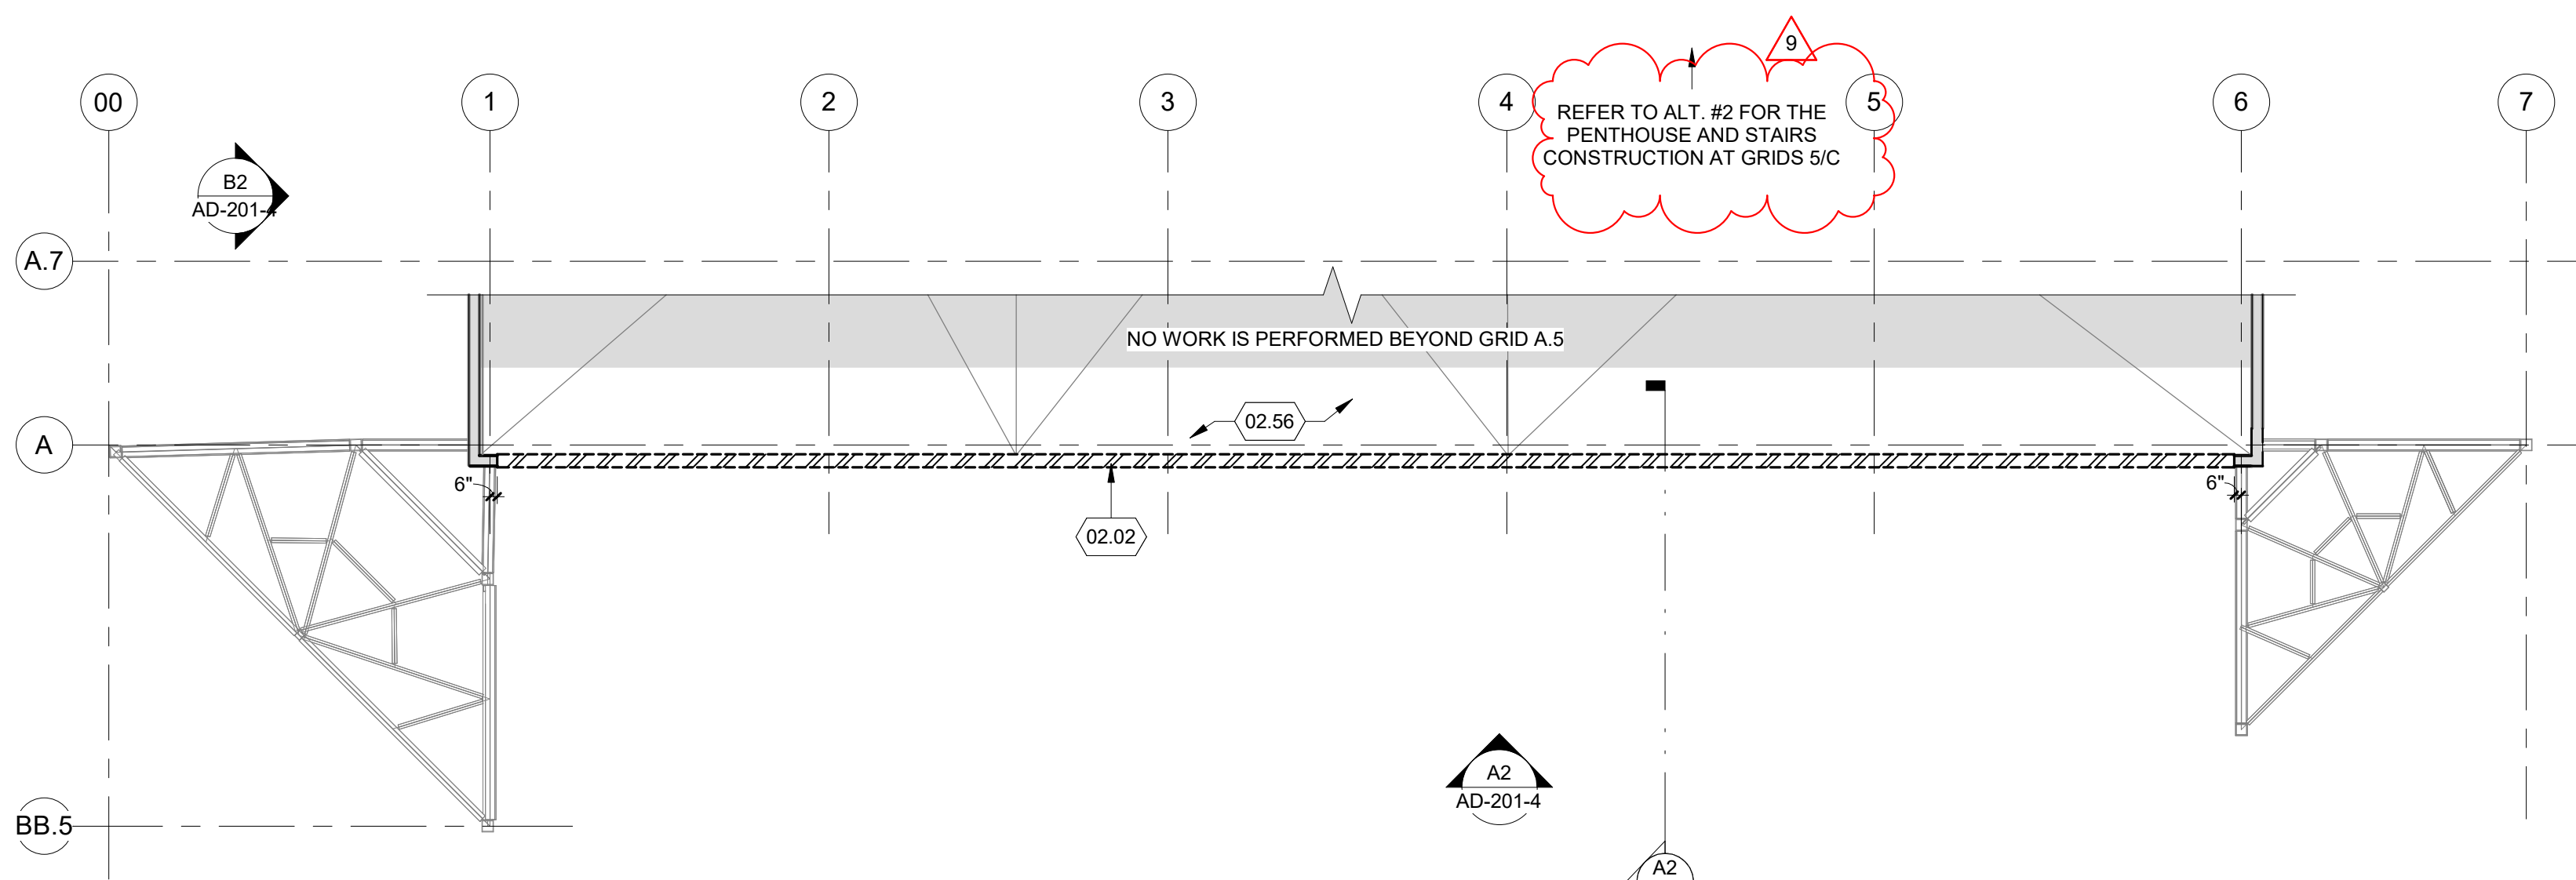 9
00
1
2
3
4
5
6
7
REFER TO ALT. #2 FOR THE
PENTHOUSE AND STAIRS
CONSTRUCTION AT GRIDS 5/C
B2
AD-201-4
A.7
NO WORK IS PERFORMED BEYOND GRID A.5
02.56
A
6"
6"
02.02
A2
AD-201-4
BB.5
A2